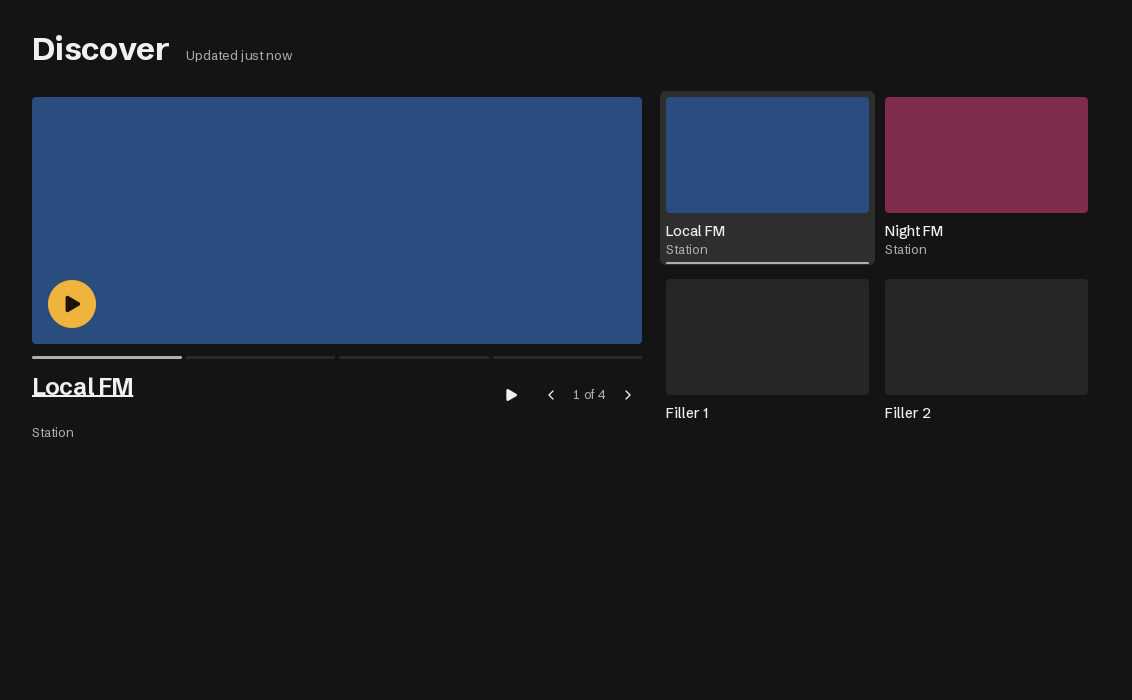 Discover
Updated just now
Local FM
Station
1 of 4
Local FM
Station
Night FM
Station
Filler 1
Filler 2